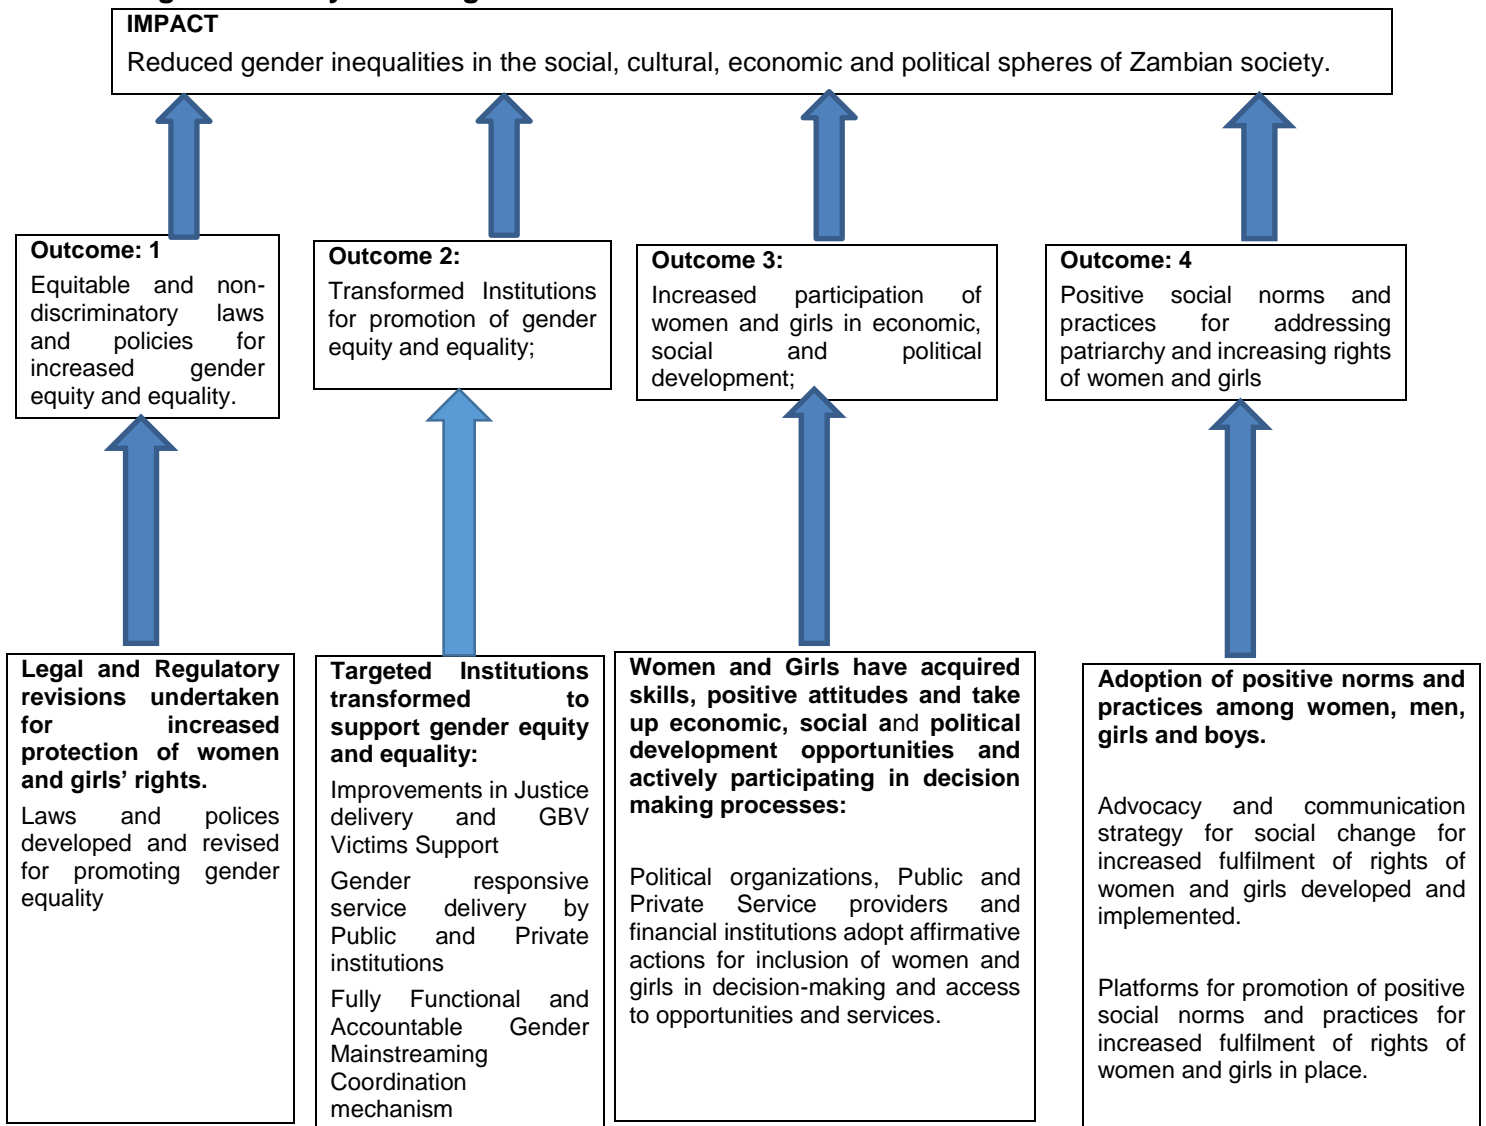 IMPACT
Reduced gender inequalities in the social, cultural, economic and political spheres of Zambian society.
Outcome: 1
Equitable and non-
discriminatory laws
and policies for
increased gender
equity and equality.
Outcome 2:
Transformed Institutions
for promotion of gender
equity and equality;
Outcome 3:
Increased participation of
women and girls in economic,
social and political
development;
Outcome: 4
Positive social norms and
practices for addressing
patriarchy and increasing rights
of women and girls
Legal and Regulatory
revisions undertaken
for increased
protection of women
and girls' rights.
Laws and polices
developed and revised
for promoting gender
equality
Targeted Institutions
transformed to
support gender equity
and equality:
Improvements in Justice
delivery and GBV
Victims Support
Gender responsive
service delivery by
Public and Private
institutions
Fully Functional and
Accountable Gender
Mainstreaming
Coordination
mechanism
Women and Girls have acquired
skills, positive attitudes and take
up economic, social and political
development opportunities and
actively participating in decision
making processes:
Political organizations, Public and
Private Service providers and
financial institutions adopt affirmative
actions for inclusion of women and
girls in decision-making and access
to opportunities and services.
Adoption of positive norms and
practices among women, men,
girls and boys.
Advocacy and communication
strategy for social change for
increased fulfilment of rights of
women and girls developed and
implemented.
Platforms for promotion of positive
social norms and practices for
increased fulfilment of rights of
women and girls in place.